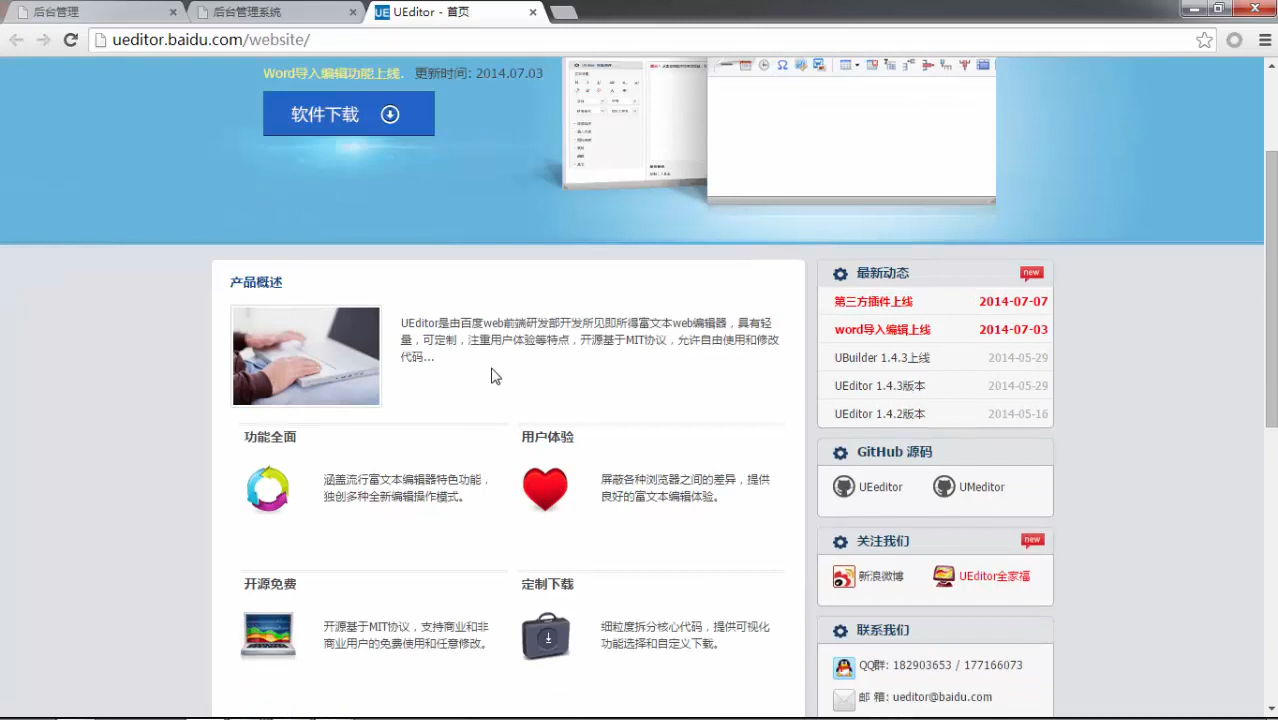 后台管理
后台管理系统
UE UEditor - 首页
ueditor.baidu.com/website/
Word导入编辑功能上线. 更新时间: 2014.07.03
软件下载
产品概述
UEditor是由百度web前端研发部开发所见即所得富文本web编辑器，具有轻
量，可定制，注重用户体验等特点，开源基于MIT协议，允许自由使用和修改
代码...
功能全面
涵盖流行富文本编辑器特色功能，
独创多种全新编辑操作模式。
用户体验
屏蔽各种浏览器之间的差异，提供
良好的富文本编辑体验。
开源免费
开源基于MIT协议，支持商业和非
商业用户的免费使用和任意修改。
定制下载
细粒度拆分核心代码，提供可视化
功能选择和自定义下载。
最新动态 new
第三方插件上线 2014-07-07
word导入编辑上线 2014-07-03
UBuilder 1.4.3上线 2014-05-29
UEditor 1.4.3版本 2014-05-29
UEditor 1.4.2版本 2014-05-16
GitHub 源码
UEeditor UMeditor
关注我们 new
新浪微博 UEditor全家福
联系我们
QQ群: 182903653 / 177166073
邮 箱: ueditor@baidu.com